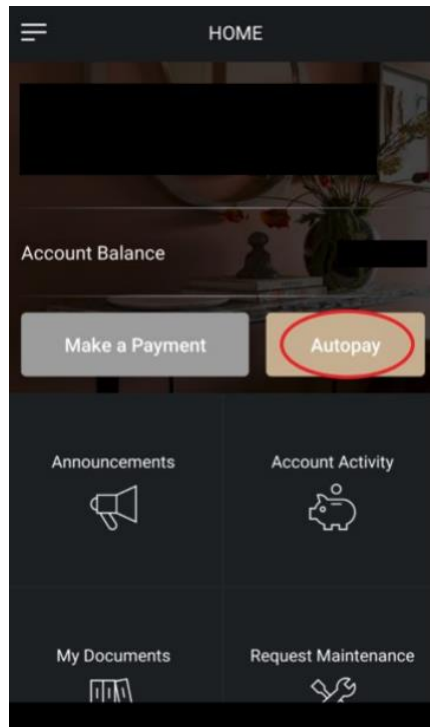 HOME
Account Balance
Make a Payment
Autopay
Announcements
Account Activity
My Documents
Request Maintenance